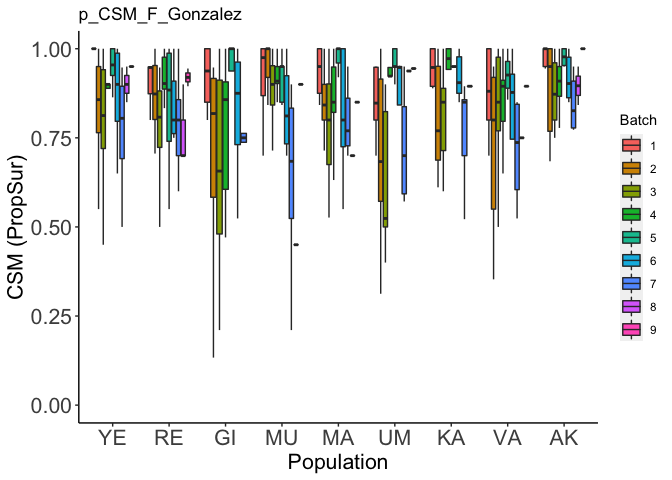 p_CSM_F_Gonzalez
CSM (PropSur)
1.00
0.75
0.50
0.25
0.00
YE RE GI MU MA UM KA VA AK
Population
Batch
1
2
3
4
5
6
7
8
9